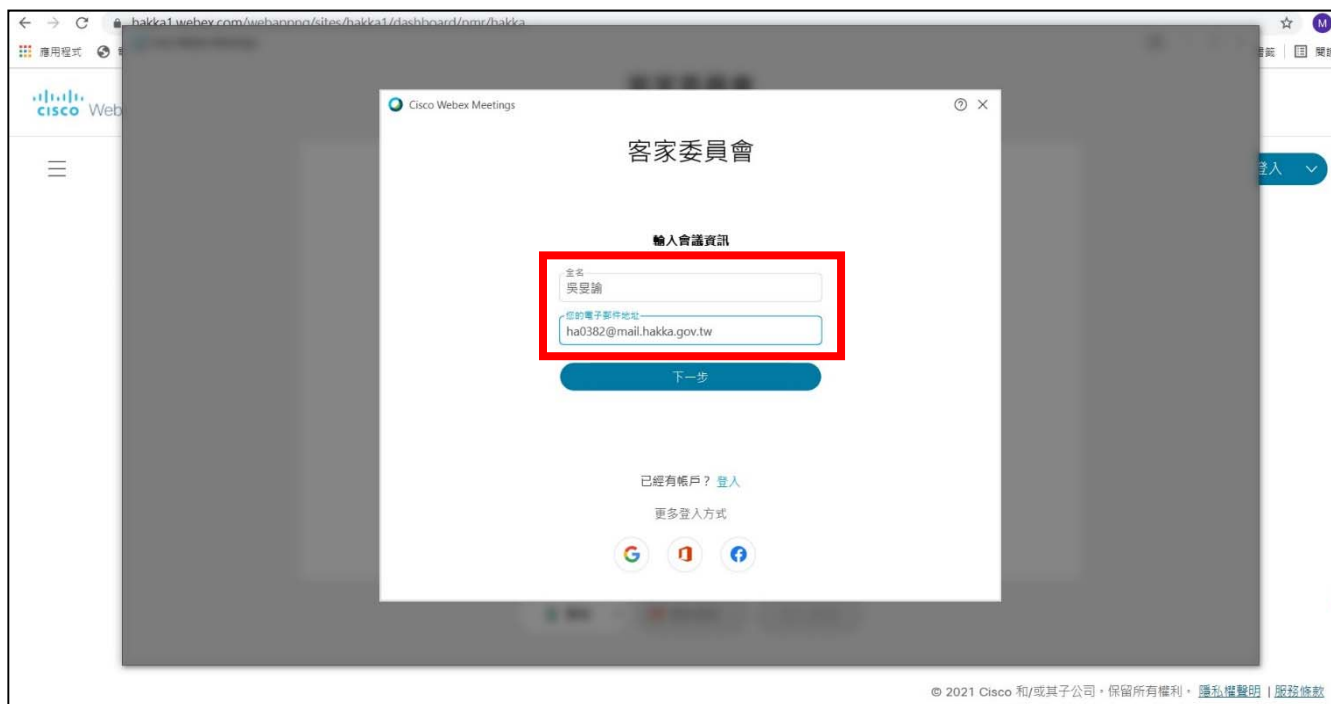 hakka1.webex.com/webappng/sites/hakka1/dashboard/pmr/hakka
M
應用程式
cisco Web
Cisco Webex Meetings
客家委員會
登入
輸入會議資訊
全名
吳旻諭
您的電子郵件地址
ha0382@mail.hakka.gov.tw
下一步
已經有帳戶？ 登入
更多登入方式
© 2021 Cisco 和/或其子公司。保留所有權利。 隱私權聲明 | 服務條款